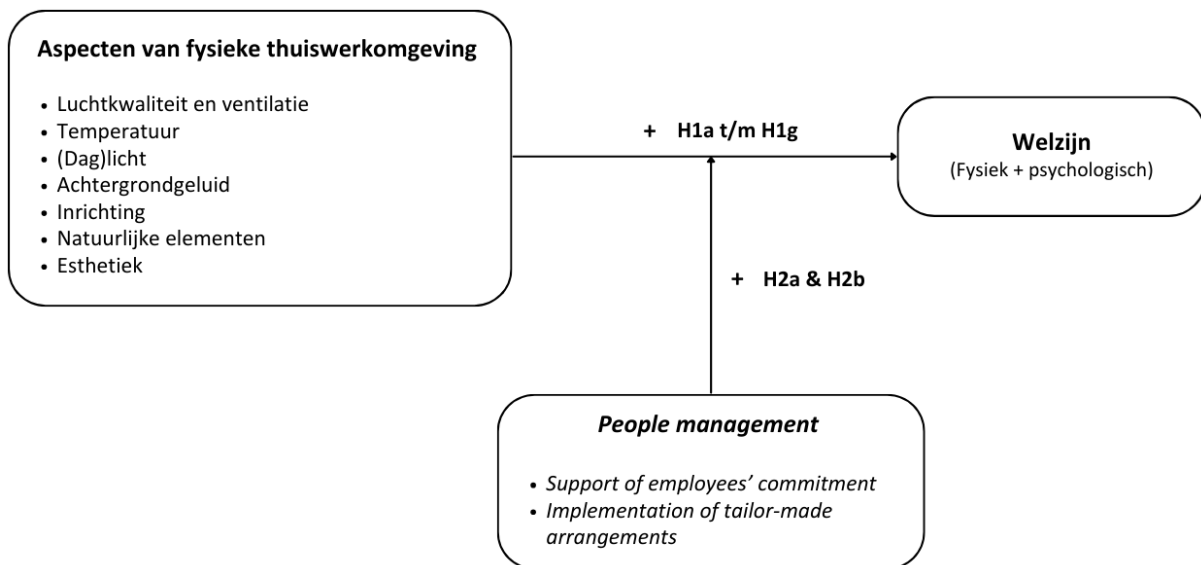 Aspecten van fysieke thuiswerkomgeving
• Luchtkwaliteit en ventilatie
• Temperatuur
• (Dag)licht
• Achtergrondgeluid
• Inrichting
• Natuurlijke elementen
• Esthetiek
+ H1a t/m H1g
Welzijn
(Fysiek + psychologisch)
+ H2a & H2b
People management
• Support of employees’ commitment
• Implementation of tailor-made
arrangements